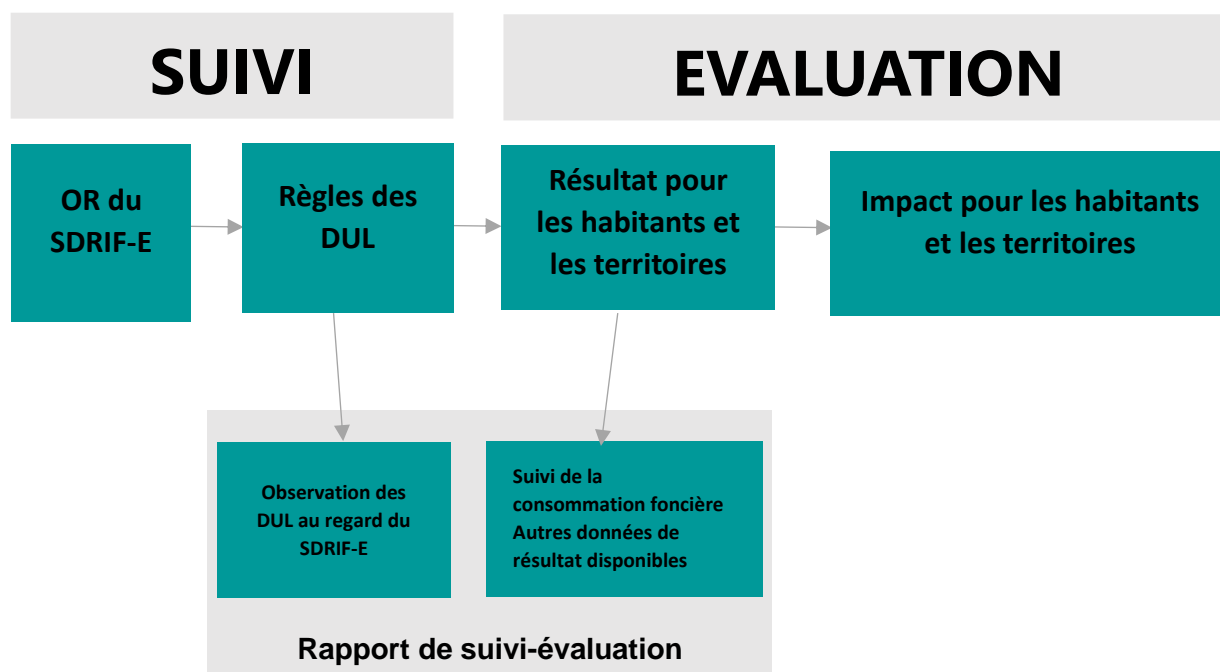 SUIVI
EVALUATION
OR du
SDRIF-E
Règles des
DUL
Résultat pour
les habitants et
les territoires
Impact pour les habitants
et les territoires
Observation des
DUL au regard du
SDRIF-E
Suivi de la
consommation foncière
Autres données de
résultat disponibles
Rapport de suivi-évaluation